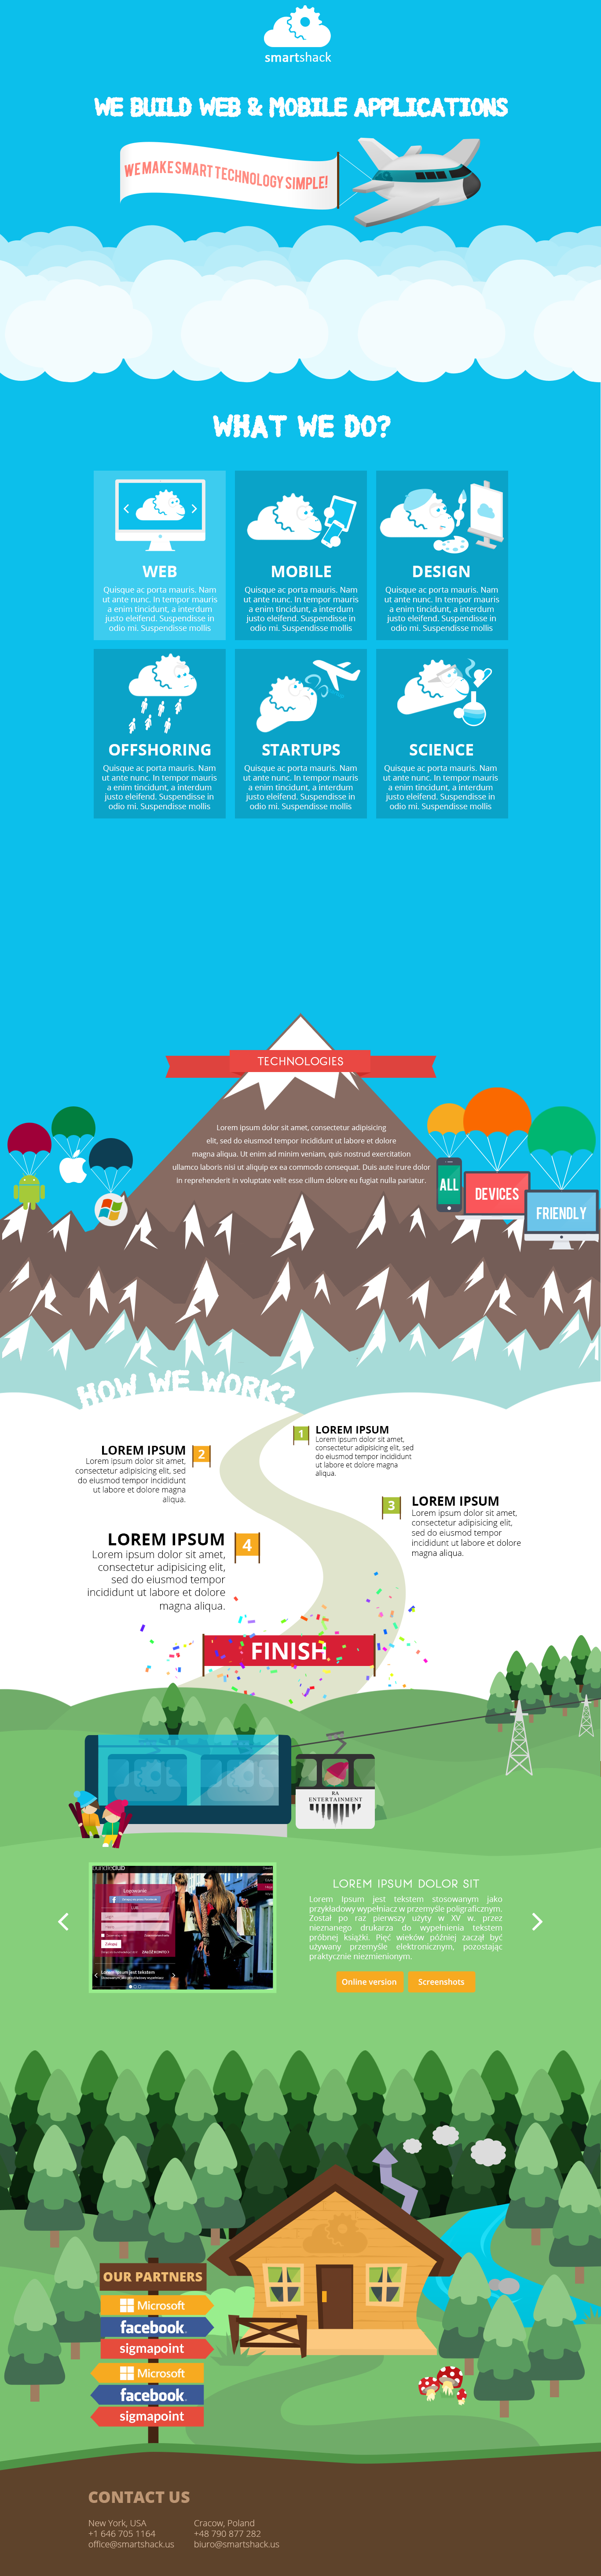 smartshack
WE BUILD WEB & MOBILE APPLICATIONS
WE MAKE SMART TECHNOLOGY SIMPLE!
WHAT WE DO?
WEB
Quisque ac porta mauris. Nam
ut ante nunc. In tempor mauris
a enim tincidunt, a interdum
justo eleifend. Suspendisse in
odio mi. Suspendisse mollis
MOBILE
Quisque ac porta mauris. Nam
ut ante nunc. In tempor mauris
a enim tincidunt, a interdum
justo eleifend. Suspendisse in
odio mi. Suspendisse mollis
DESIGN
Quisque ac porta mauris. Nam
ut ante nunc. In tempor mauris
a enim tincidunt, a interdum
justo eleifend. Suspendisse in
odio mi. Suspendisse mollis
OFFSHORING
Quisque ac porta mauris. Nam
ut ante nunc. In tempor mauris
a enim tincidunt, a interdum
justo eleifend. Suspendisse in
odio mi. Suspendisse mollis
STARTUPS
Quisque ac porta mauris. Nam
ut ante nunc. In tempor mauris
a enim tincidunt, a interdum
justo eleifend. Suspendisse in
odio mi. Suspendisse mollis
SCIENCE
Quisque ac porta mauris. Nam
ut ante nunc. In tempor mauris
a enim tincidunt, a interdum
justo eleifend. Suspendisse in
odio mi. Suspendisse mollis
TECHNOLOGIES
Lorem ipsum dolor sit amet, consectetur adipisicing
elit, sed do eiusmod tempor incididunt ut labore et dolore
magna aliqua. Ut enim ad minim veniam, quis nostrud exercitation
ullamco laboris nisi ut aliquip ex ea commodo consequat. Duis aute irure dolor
in reprehenderit in voluptate velit esse cillum dolore eu fugiat nulla pariatur.
ALL
DEVICES
FRIENDLY
HOW WE WORK?
1
LOREM IPSUM
Lorem ipsum dolor sit amet,
consectetur adipisicing elit, sed
do eiusmod tempor incididunt
ut labore et dolore magna
aliqua.
LOREM IPSUM
2
Lorem ipsum dolor sit amet,
consectetur adipisicing elit, sed
do eiusmod tempor incididunt
ut labore et dolore magna
aliqua.
3
LOREM IPSUM
Lorem ipsum dolor sit amet,
consectetur adipisicing elit,
sed do eiusmod tempor
incididunt ut labore et dolore
magna aliqua.
LOREM IPSUM
4
Lorem ipsum dolor sit amet,
consectetur adipisicing elit,
sed do eiusmod tempor
incididunt ut labore et dolore
magna aliqua.
FINISH
RA
ENTERTAINMENT
Logowanie
Lorem ipsum jest tekstem
LOREM IPSUM DOLOR SIT
Lorem Ipsum jest tekstem stosowanym jako
przykładowy wypełniacz w przemyśle poligraficznym.
Został po raz pierwszy użyty w XV w. przez
nieznanego drukarza do wypełnienia tekstem
próbnej książki. Pięć wieków później zaczął być
używany przemyśle elektronicznym, pozostając
praktycznie niezmienionym.
Online version
Screenshots
OUR PARTNERS
Microsoft
facebook
sigmapoint
Microsoft
facebook
sigmapoint
CONTACT US
New York, USA
+1 646 705 1164
office@smartshack.us
Cracow, Poland
+48 790 877 282
biuro@smartshack.us